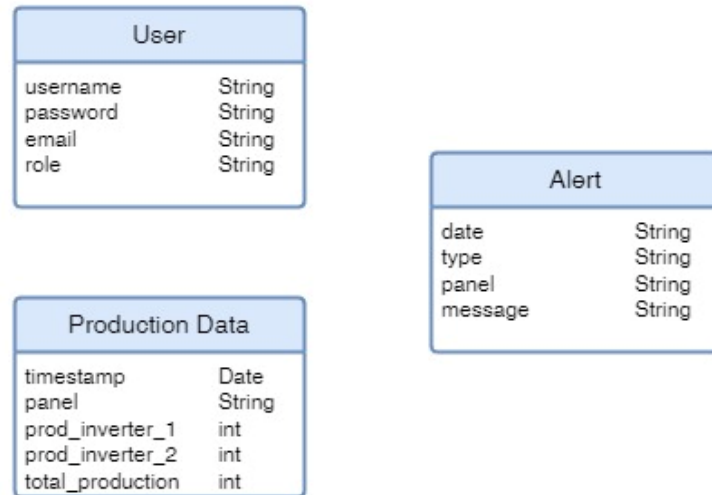 User
username String
password String
email String
role String
Alert
date String
type String
panel String
message String
Production Data
timestamp Date
panel String
prod_inverter_1 int
prod_inverter_2 int
total_production int